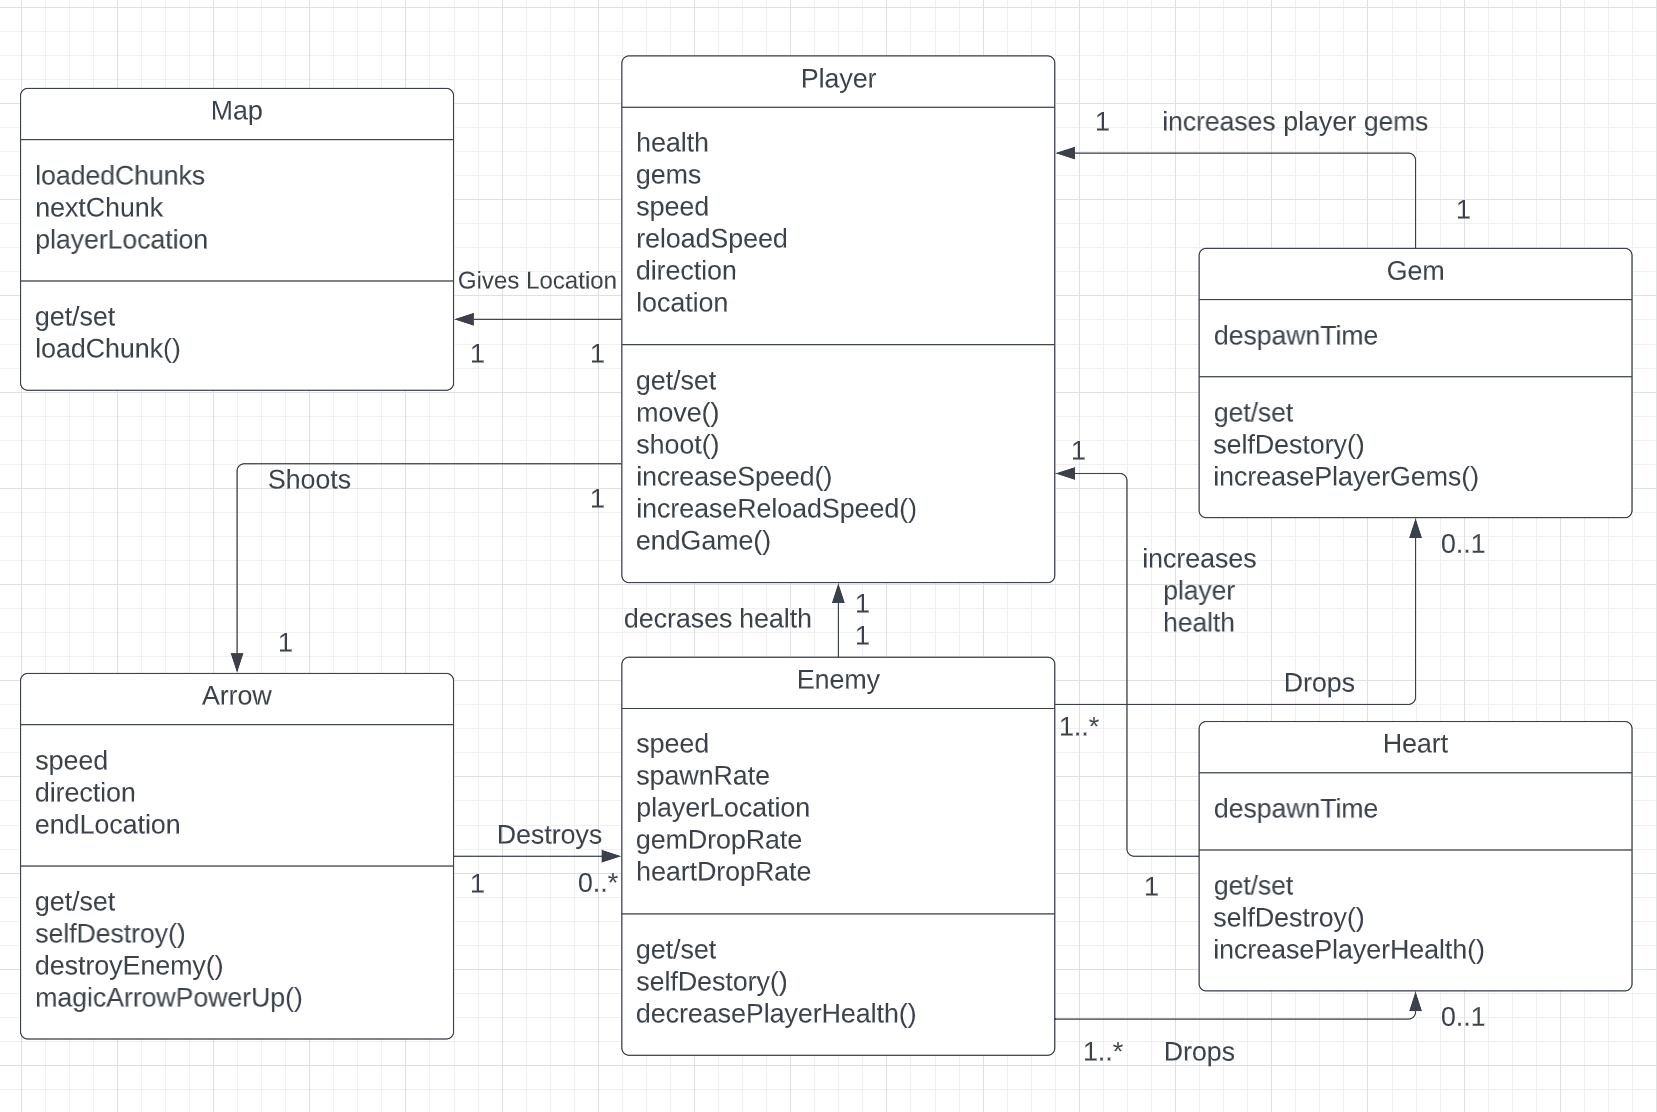 Map
loadedChunks
nextChunk
playerLocation
get/set
loadChunk()
Gives Location
1
1
Player
health
gems
speed
reloadSpeed
direction
location
get/set
move()
shoot()
increaseSpeed()
increaseReloadSpeed()
endGame()
1
increases player gems
1
Gem
despawnTime
get/set
selfDestory()
increasePlayerGems()
0..1
Shoots
1
1
1
increases
player
health
decrases health
1
1
Arrow
speed
direction
endLocation
get/set
selfDestroy()
destroyEnemy()
magicArrowPowerUp()
Destroys
1
0..*
Enemy
speed
spawnRate
playerLocation
gemDropRate
heartDropRate
get/set
selfDestory()
decreasePlayerHealth()
Drops
1..*
Heart
despawnTime
get/set
selfDestroy()
increasePlayerHealth()
1
0..1
1..*
Drops